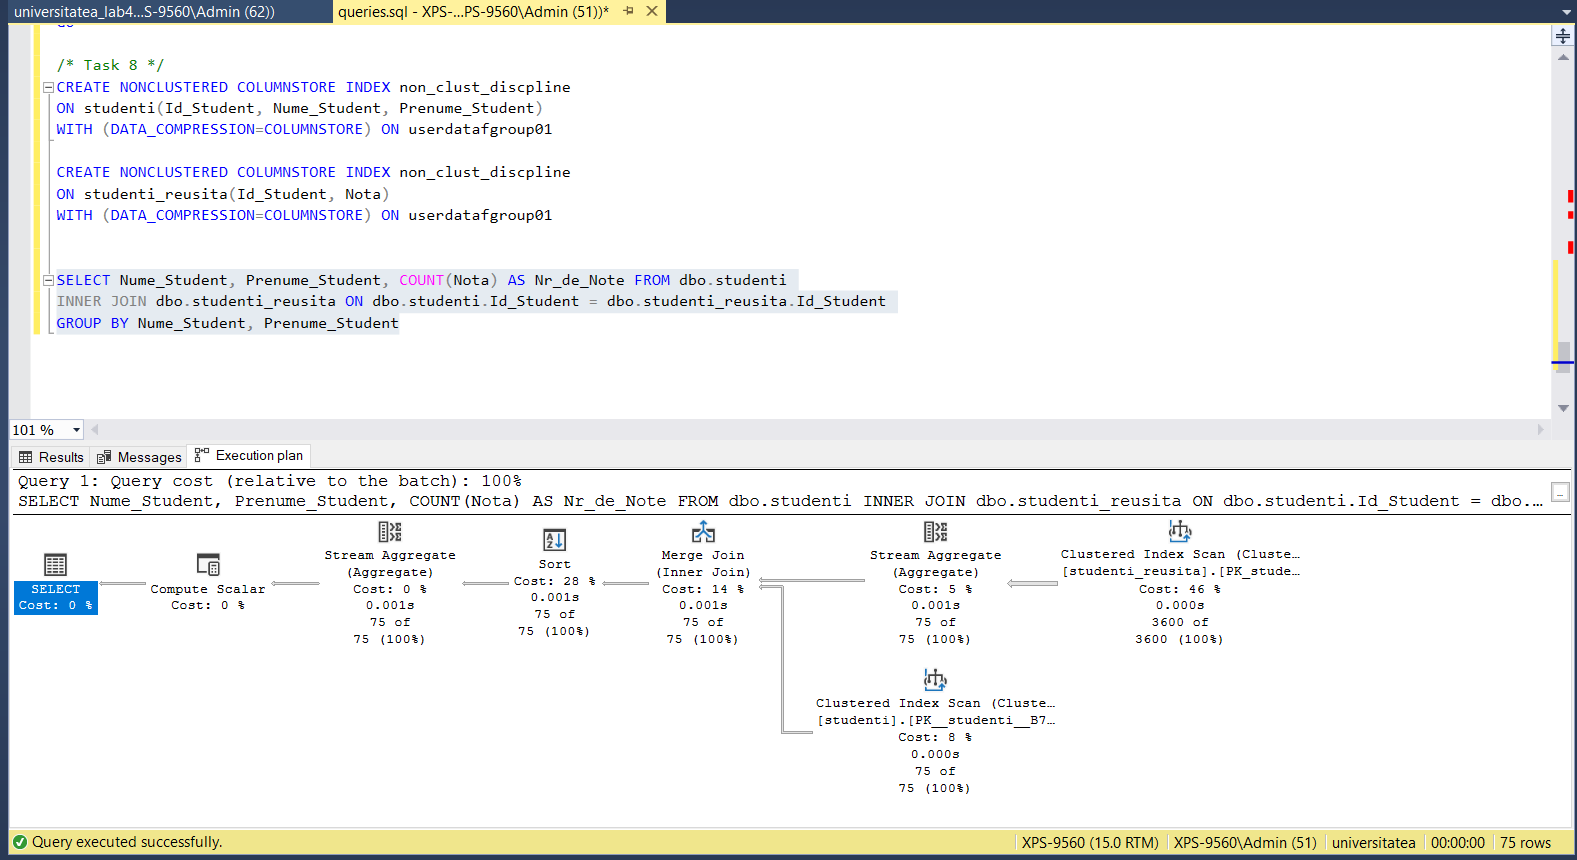 universitatea_lab4...S-9560\Admin (62))
queries.sql - XPS-...PS-9560\Admin (51))*
/* Task 8 */
CREATE NONCLUSTERED COLUMNSTORE INDEX non_clust_discpline
ON studenti(Id_Student, Nume_Student, Prenume_Student)
WITH (DATA_COMPRESSION=COLUMNSTORE) ON userdatafgroup01
CREATE NONCLUSTERED COLUMNSTORE INDEX non_clust_discpline
ON studenti_reusita(Id_Student, Nota)
WITH (DATA_COMPRESSION=COLUMNSTORE) ON userdatafgroup01
SELECT Nume_Student, Prenume_Student, COUNT(Nota) AS Nr_de_Note FROM dbo.studenti
INNER JOIN dbo.studenti_reusita ON dbo.studenti.Id_Student = dbo.studenti_reusita.Id_Student
GROUP BY Nume_Student, Prenume_Student
101 %
Results
Messages
Execution plan
Query 1: Query cost (relative to the batch): 100%
SELECT Nume_Student, Prenume_Student, COUNT(Nota) AS Nr_de_Note FROM dbo.studenti INNER JOIN dbo.studenti_reusita ON dbo.studenti.Id_Student = dbo....
SELECT
Cost: 0 %
Compute Scalar
Cost: 0 %
Stream Aggregate
(Aggregate)
Cost: 0 %
0.001s
75 of
75 (100%)
Sort
Cost: 28 %
0.001s
75 of
75 (100%)
Merge Join
(Inner Join)
Cost: 14 %
0.001s
75 of
75 (100%)
Stream Aggregate
(Aggregate)
Cost: 5 %
0.001s
75 of
75 (100%)
Clustered Index Scan (Cluste...
[studenti_reusita].[PK_stude...
Cost: 46 %
0.000s
3600 of
3600 (100%)
Clustered Index Scan (Cluste...
[studenti].[PK__studenti__B7...
Cost: 8 %
0.000s
75 of
75 (100%)
Query executed successfully.
XPS-9560 (15.0 RTM)
XPS-9560\Admin (51)
universitatea
00:00:00
75 rows